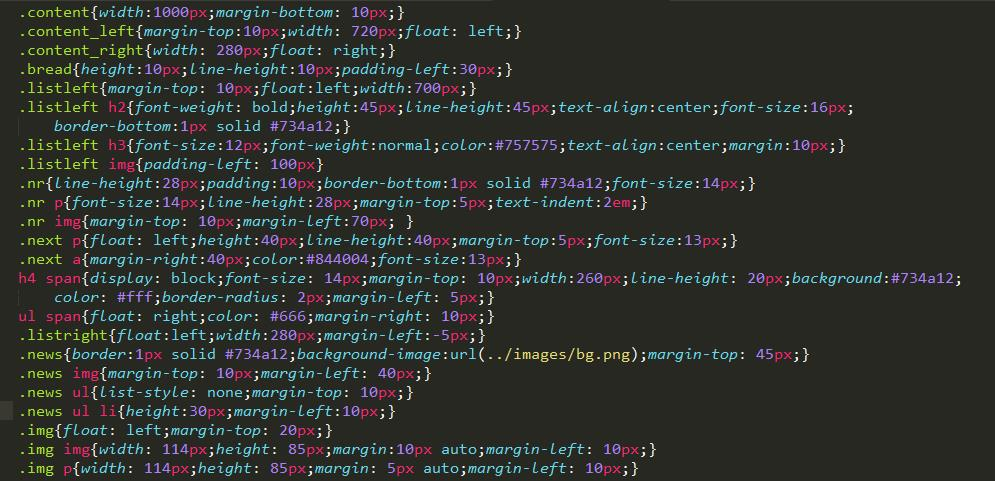 .content{width:1000px;margin-bottom: 10px;}
.content_left{margin-top:10px;width: 720px;float: left;}
.content_right{width: 280px;float: right;}
.bread{height:10px;line-height:10px;padding-left:30px;}
.listleft{margin-top: 10px;float:left;width:700px;}
.listleft h2{font-weight: bold;height:45px;line-height:45px;text-align:center;font-size:16px;
border-bottom:1px solid #734a12;}
.listleft h3{font-size:12px;font-weight:normal;color:#757575;text-align:center;margin:10px;}
.listleft img{padding-left: 100px}
.nr{line-height:28px;padding:10px;border-bottom:1px solid #734a12;font-size:14px;}
.nr p{font-size:14px;line-height:28px;margin-top:5px;text-indent:2em;}
.nr img{margin-top: 10px;margin-left:70px; }
.next p{float: left;height:40px;line-height:40px;margin-top:5px;font-size:13px;}
.next a{margin-right:40px;color:#844004;font-size:13px;}
h4 span{display: block;font-size: 14px;margin-top: 10px;width:260px;line-height: 20px;background:#734a12;
color: #fff;border-radius: 2px;margin-left: 5px;}
ul span{float: right;color: #666;margin-right: 10px;}
.listright{float:left;width:280px;margin-left:-5px;}
.news{border:1px solid #734a12;background-image:url(../images/bg.png);margin-top: 45px;}
.news img{margin-top: 10px;margin-left: 40px;}
.news ul{list-style: none;margin-top: 10px;}
.news ul li{height:30px;margin-left:10px;}
.img{float: left;margin-top: 20px;}
.img img{width: 114px;height: 85px;margin:10px auto;margin-left: 10px;}
.img p{width: 114px;height: 85px;margin: 5px auto;margin-left: 10px;}